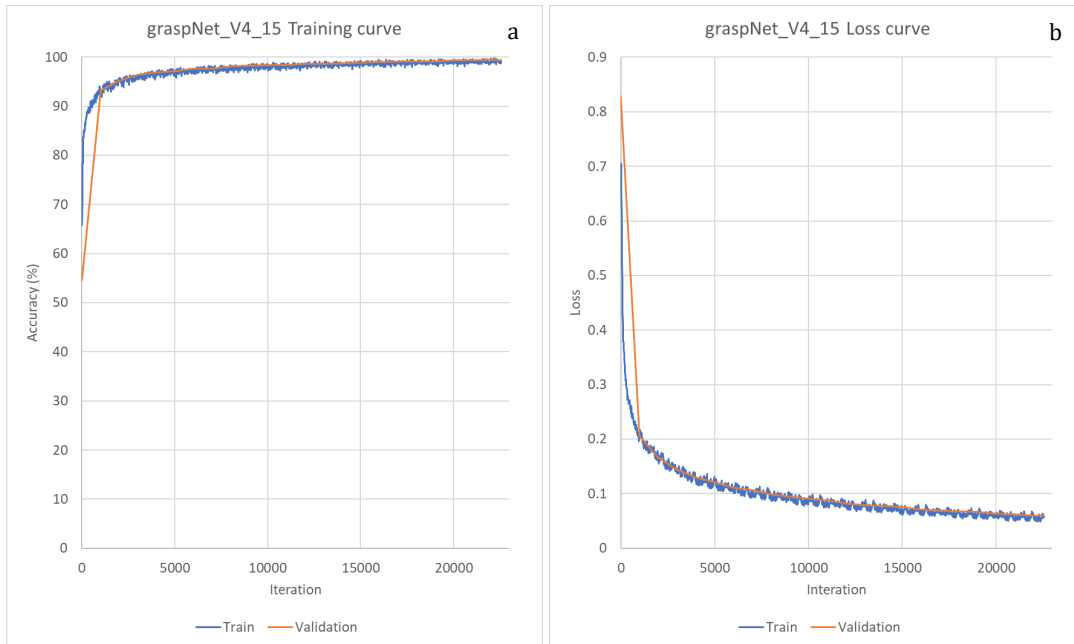 graspNet_V4_15 Training curve
a
100
90
80
70
60
50
40
30
20
10
0
Accuracy (%)
0 5000 10000 15000 20000
Iteration
Train Validation
graspNet_V4_15 Loss curve
b
0.9
0.8
0.7
0.6
0.5
0.4
0.3
0.2
0.1
0
Loss
0 5000 10000 15000 20000
Interation
Train Validation